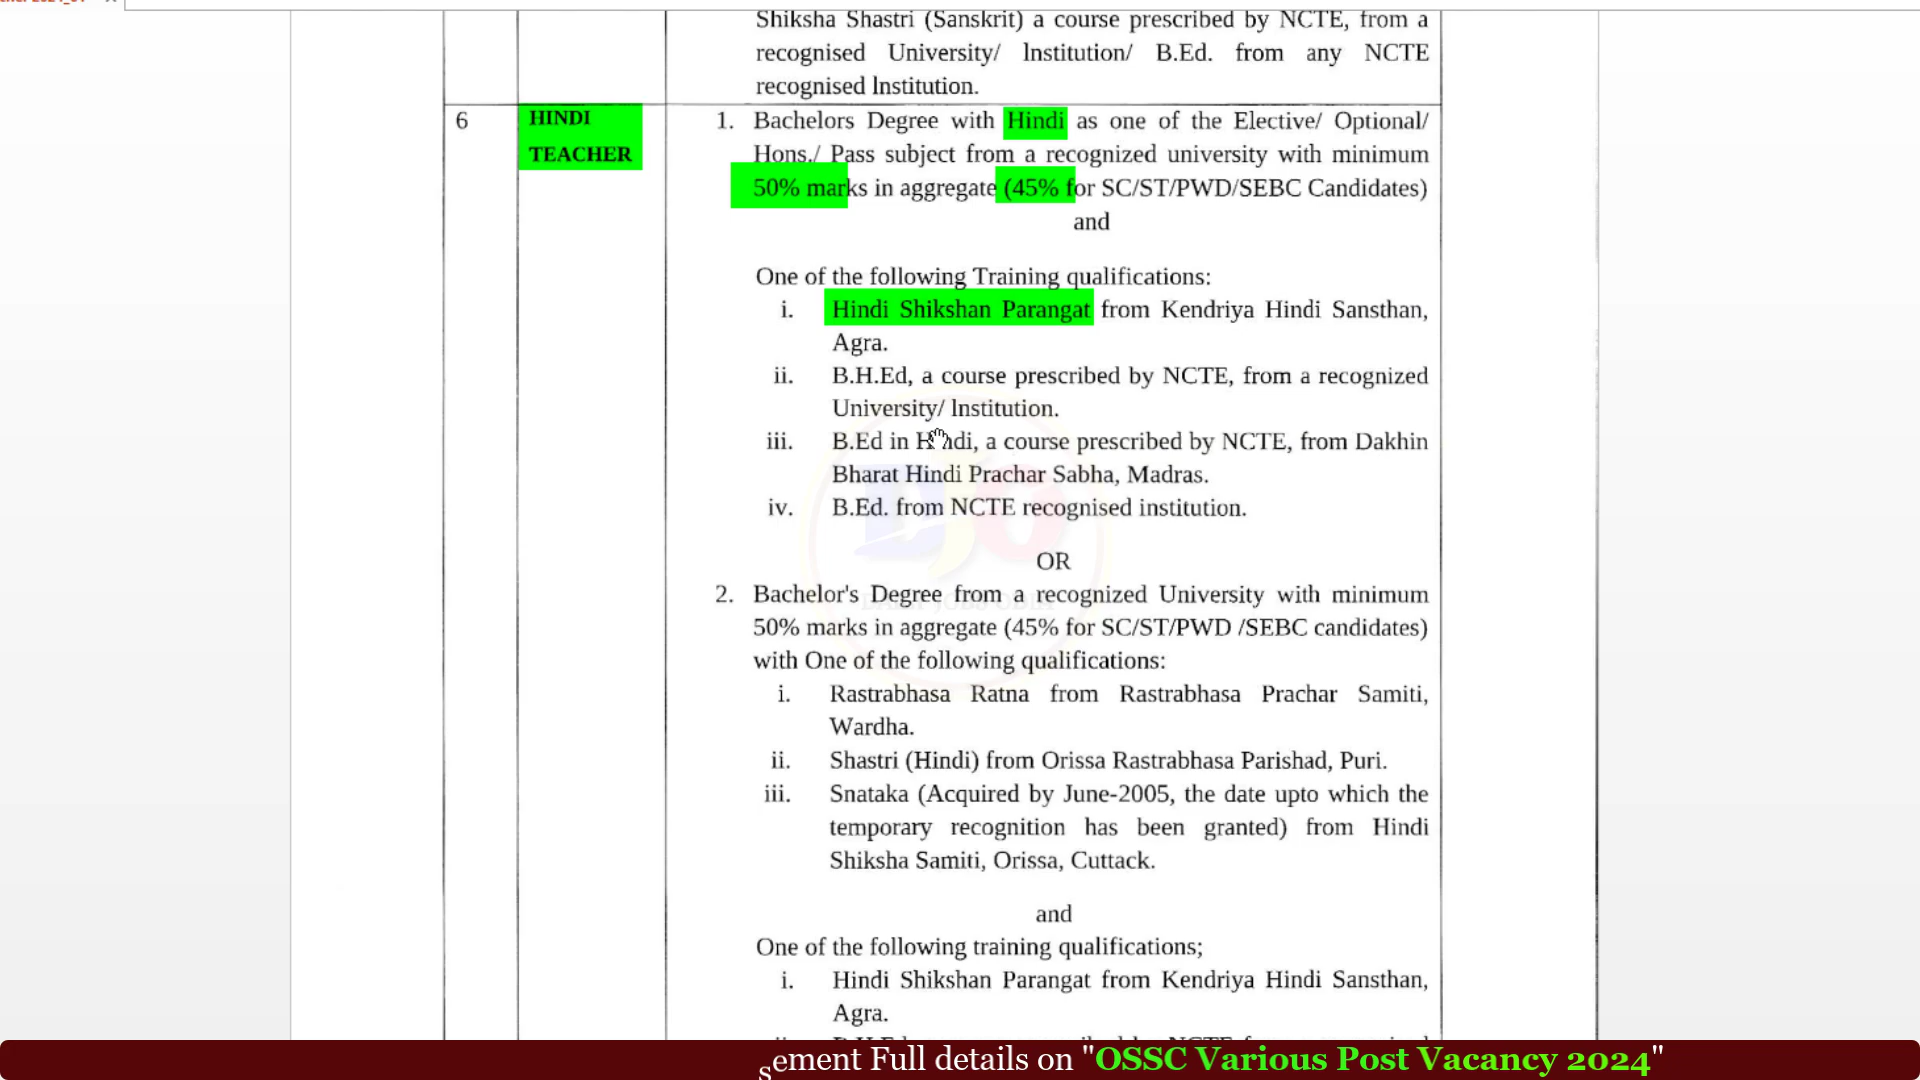 Shiksha Shastri (Sanskrit) a course prescribed by NCTE, from a
recognised University/ Institution/ B.Ed. from any NCTE
recognised Institution.
6
HINDI
TEACHER
1. Bachelors Degree with Hindi as one of the Elective/ Optional/
Hons./ Pass subject from a recognized university with minimum
50% marks in aggregate (45% for SC/ST/PWD/SEBC Candidates)
and
One of the following Training qualifications:
i. Hindi Shikshan Parangat from Kendriya Hindi Sansthan,
Agra.
ii. B.H.Ed, a course prescribed by NCTE, from a recognized
University/ Institution.
iii. B.Ed in Hindi, a course prescribed by NCTE, from Dakhin
Bharat Hindi Prachar Sabha, Madras.
iv. B.Ed. from NCTE recognised institution.
OR
2. Bachelor's Degree from a recognized University with minimum
50% marks in aggregate (45% for SC/ST/PWD /SEBC candidates)
with One of the following qualifications:
i. Rastrabhasa Ratna from Rastrabhasa Prachar Samiti,
Wardha.
ii. Shastri (Hindi) from Orissa Rastrabhasa Parishad, Puri.
iii. Snataka (Acquired by June-2005, the date upto which the
temporary recognition has been granted) from Hindi
Shiksha Samiti, Orissa, Cuttack.
and
One of the following training qualifications;
i. Hindi Shikshan Parangat from Kendriya Hindi Sansthan,
Agra.
sement Full details on "OSSC Various Post Vacancy 2024"